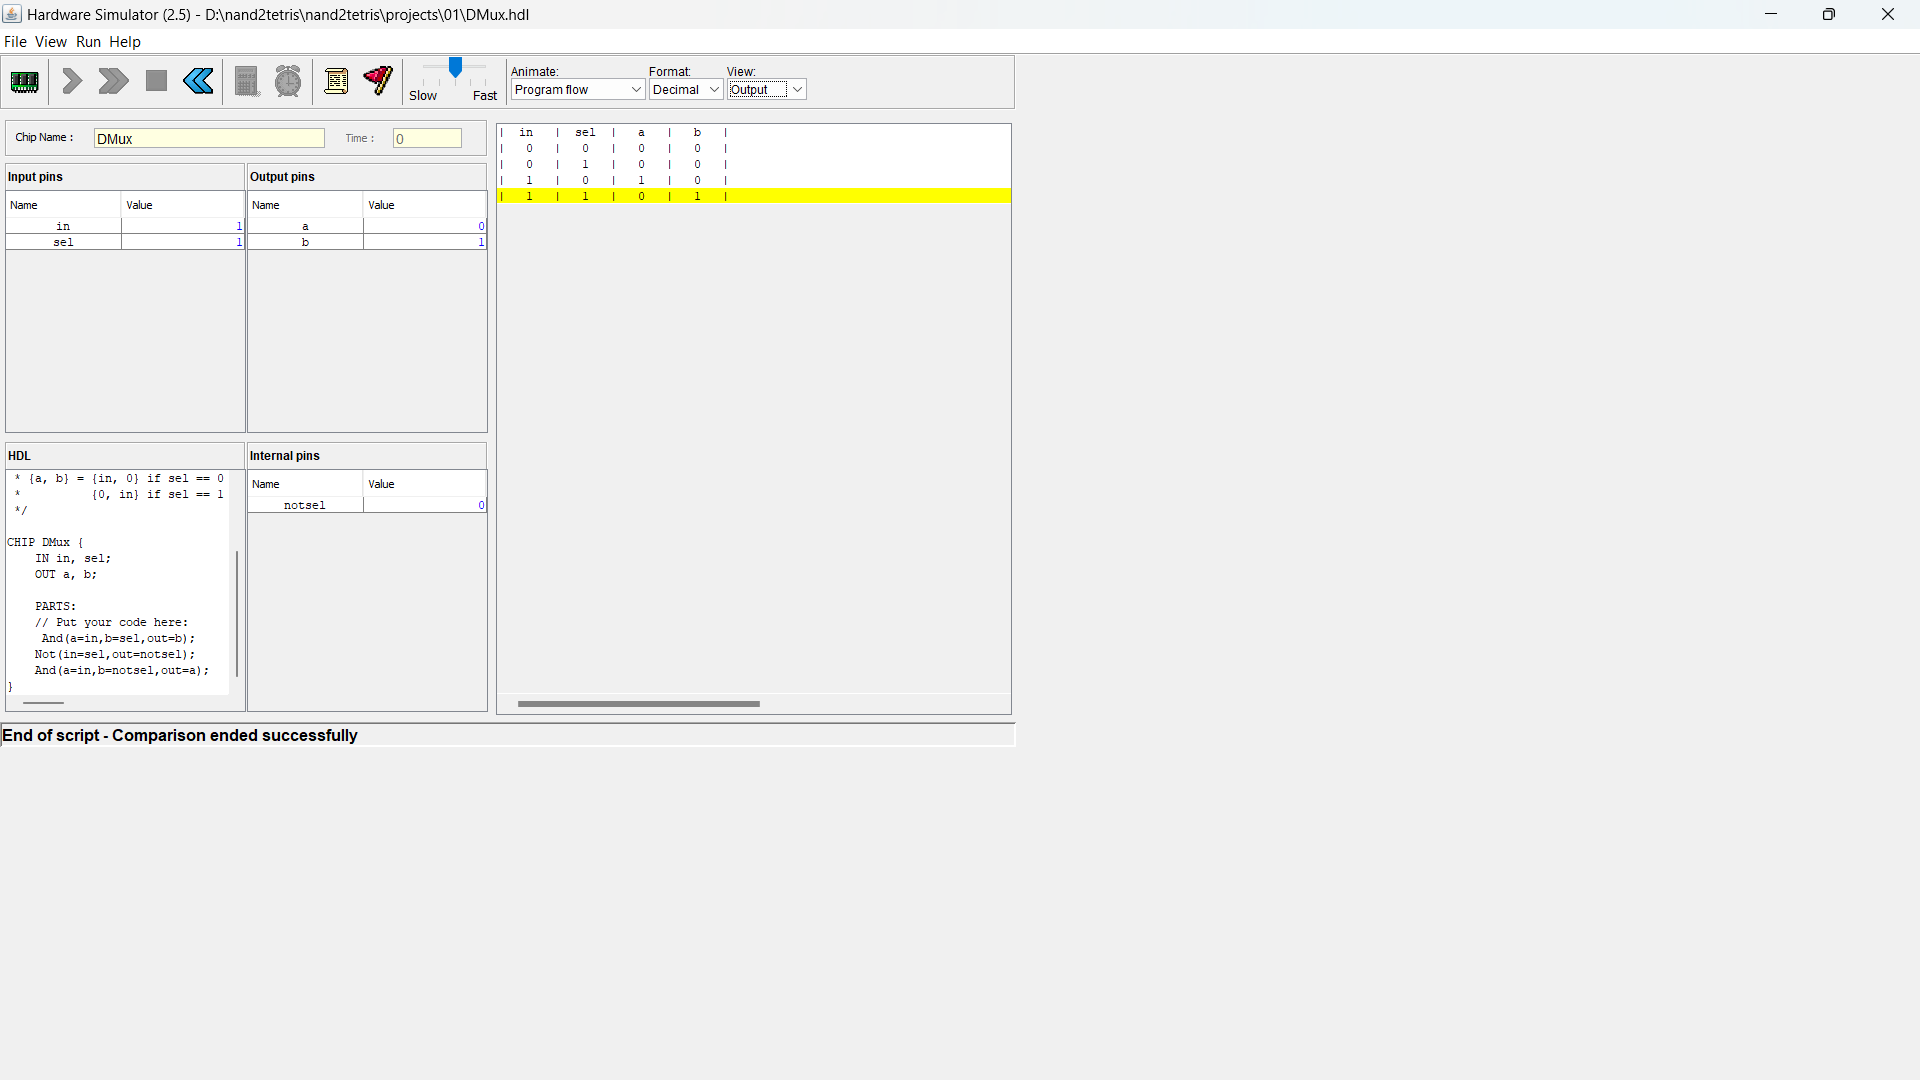 Hardware Simulator (2.5) - D:\nand2tetris\nand2tetris\projects\01\DMux.hdl
File View Run Help
Slow Fast
Animate: Format: View:
Program flow Decimal Output
Chip Name : DMux Time : 0
Input pins
Name Value
in 1
sel 1
Output pins
Name Value
a 0
b 1
HDL
* {a, b} = {in, 0} if sel == 0
* {0, in} if sel == 1
*/
CHIP DMux {
IN in, sel;
OUT a, b;
PARTS:
// Put your code here:
And(a=in,b=sel,out=b);
Not(in=sel,out=notsel);
And(a=in,b=notsel,out=a);
}
Internal pins
Name Value
notsel 0
| in | sel | a | b |
| 0 | 0 | 0 | 0 |
| 0 | 1 | 0 | 0 |
| 1 | 0 | 1 | 0 |
| 1 | 1 | 0 | 1 |
End of script - Comparison ended successfully